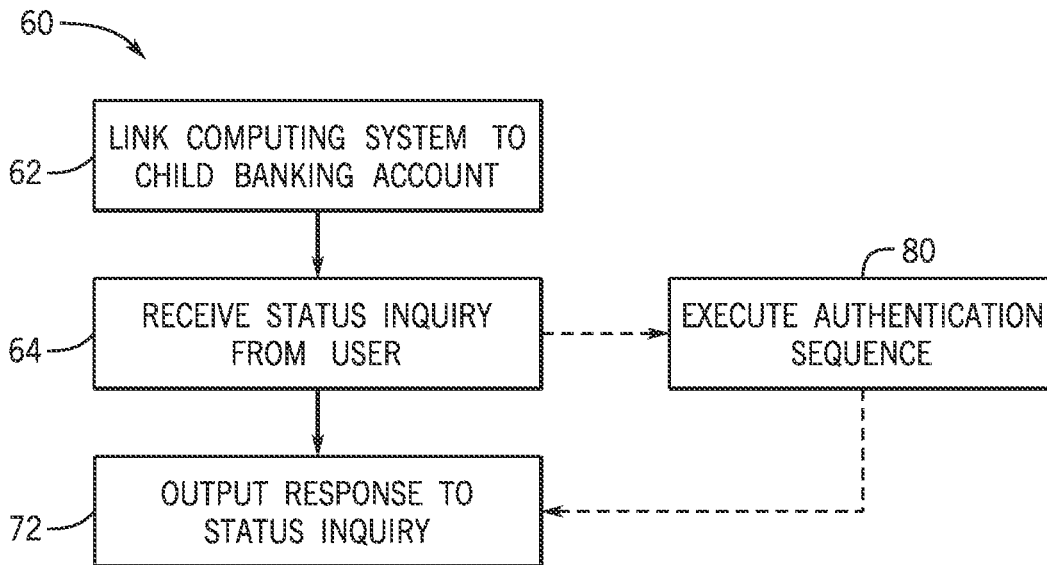 60
62
LINK COMPUTING SYSTEM TO
CHILD BANKING ACCOUNT
64
RECEIVE STATUS INQUIRY
FROM USER
80
EXECUTE AUTHENTICATION
SEQUENCE
72
OUTPUT RESPONSE TO
STATUS INQUIRY